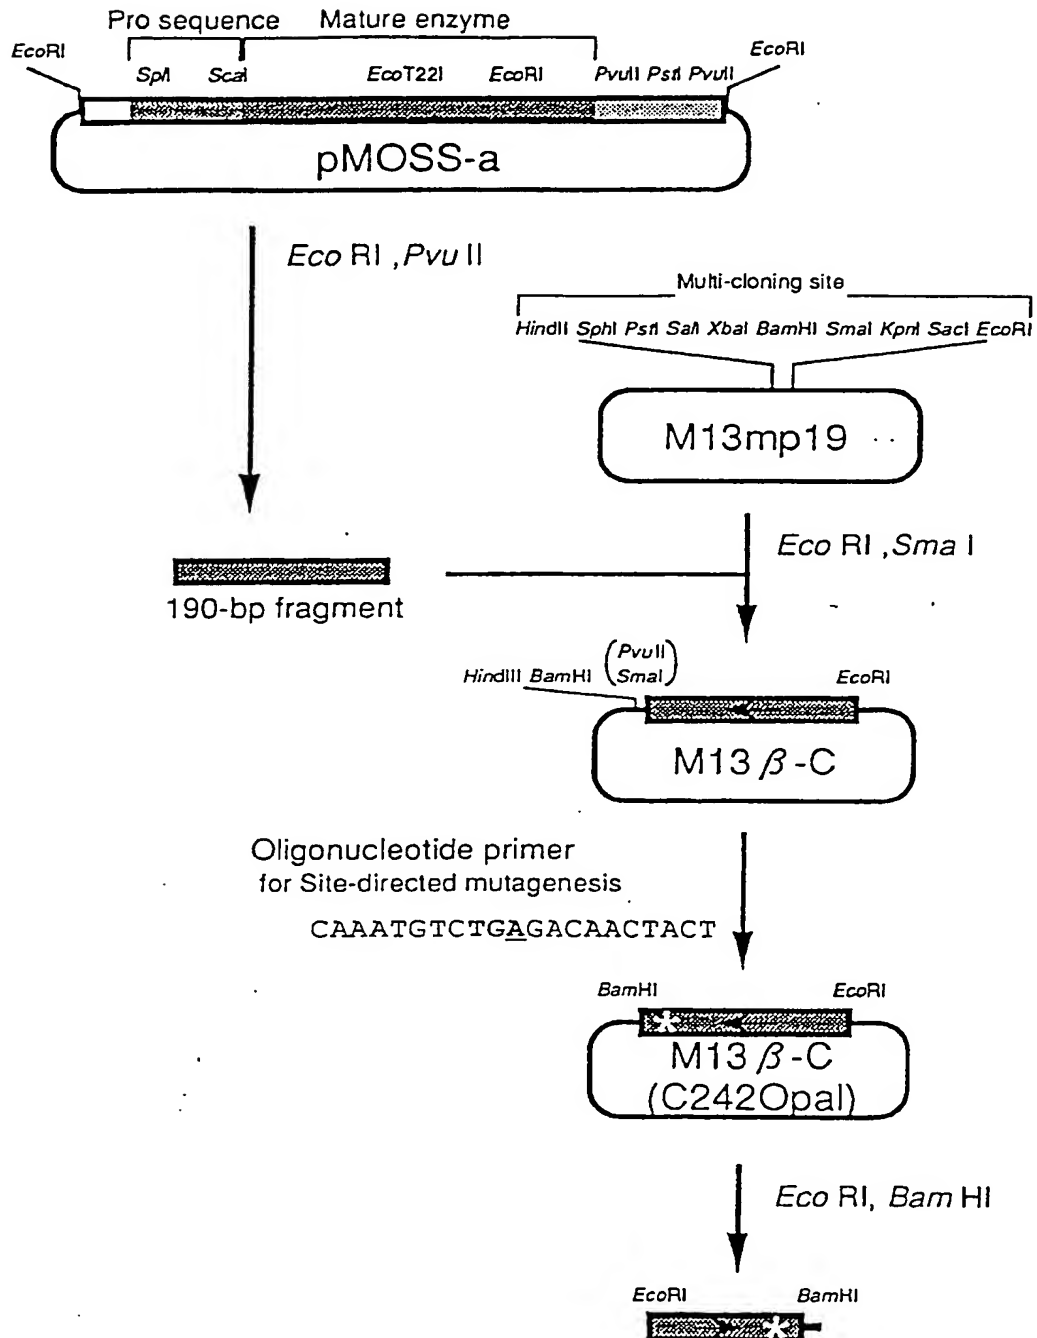 Pro sequence Mature enzyme
EcoRI EcoRI
SplI ScaI EcoT22I EcoRI PvuII PstI PvuII
pMOSS-a
Eco RI ,Pvu II
Multi-cloning site
HindII SphI PstI SalI XbaI BamHI SmaI KpnI SacI EcoRI
M13mp19
Eco RI ,Sma I
190-bp fragment
HindIII BamHI (PvuII SmaI) EcoRI
M13 β-C
Oligonucleotide primer
for Site-directed mutagenesis
CAAATGTCTGAGACAACTACT
BamHI EcoRI
*
M13 β-C
(C242Opal)
Eco RI, Bam HI
EcoRI BamHI
*